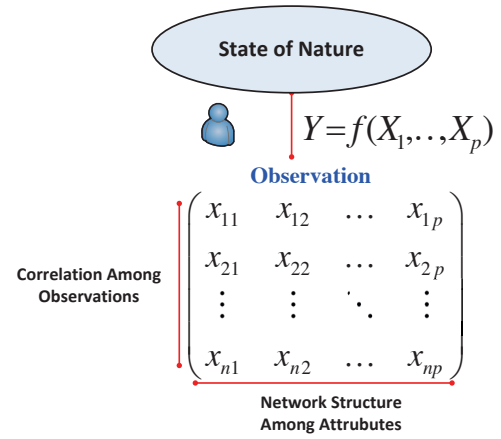 State of Nature
Y=f(X₁,..,Xₚ)
Observation
x₁₁ x₁₂ … x₁ₚ
x₂₁ x₂₂ … x₂ₚ
⋮ ⋮ ⋱ ⋮
xₙ₁ xₙ₂ … xₙₚ
Correlation Among
Observations
Network Structure
Among Attrubutes